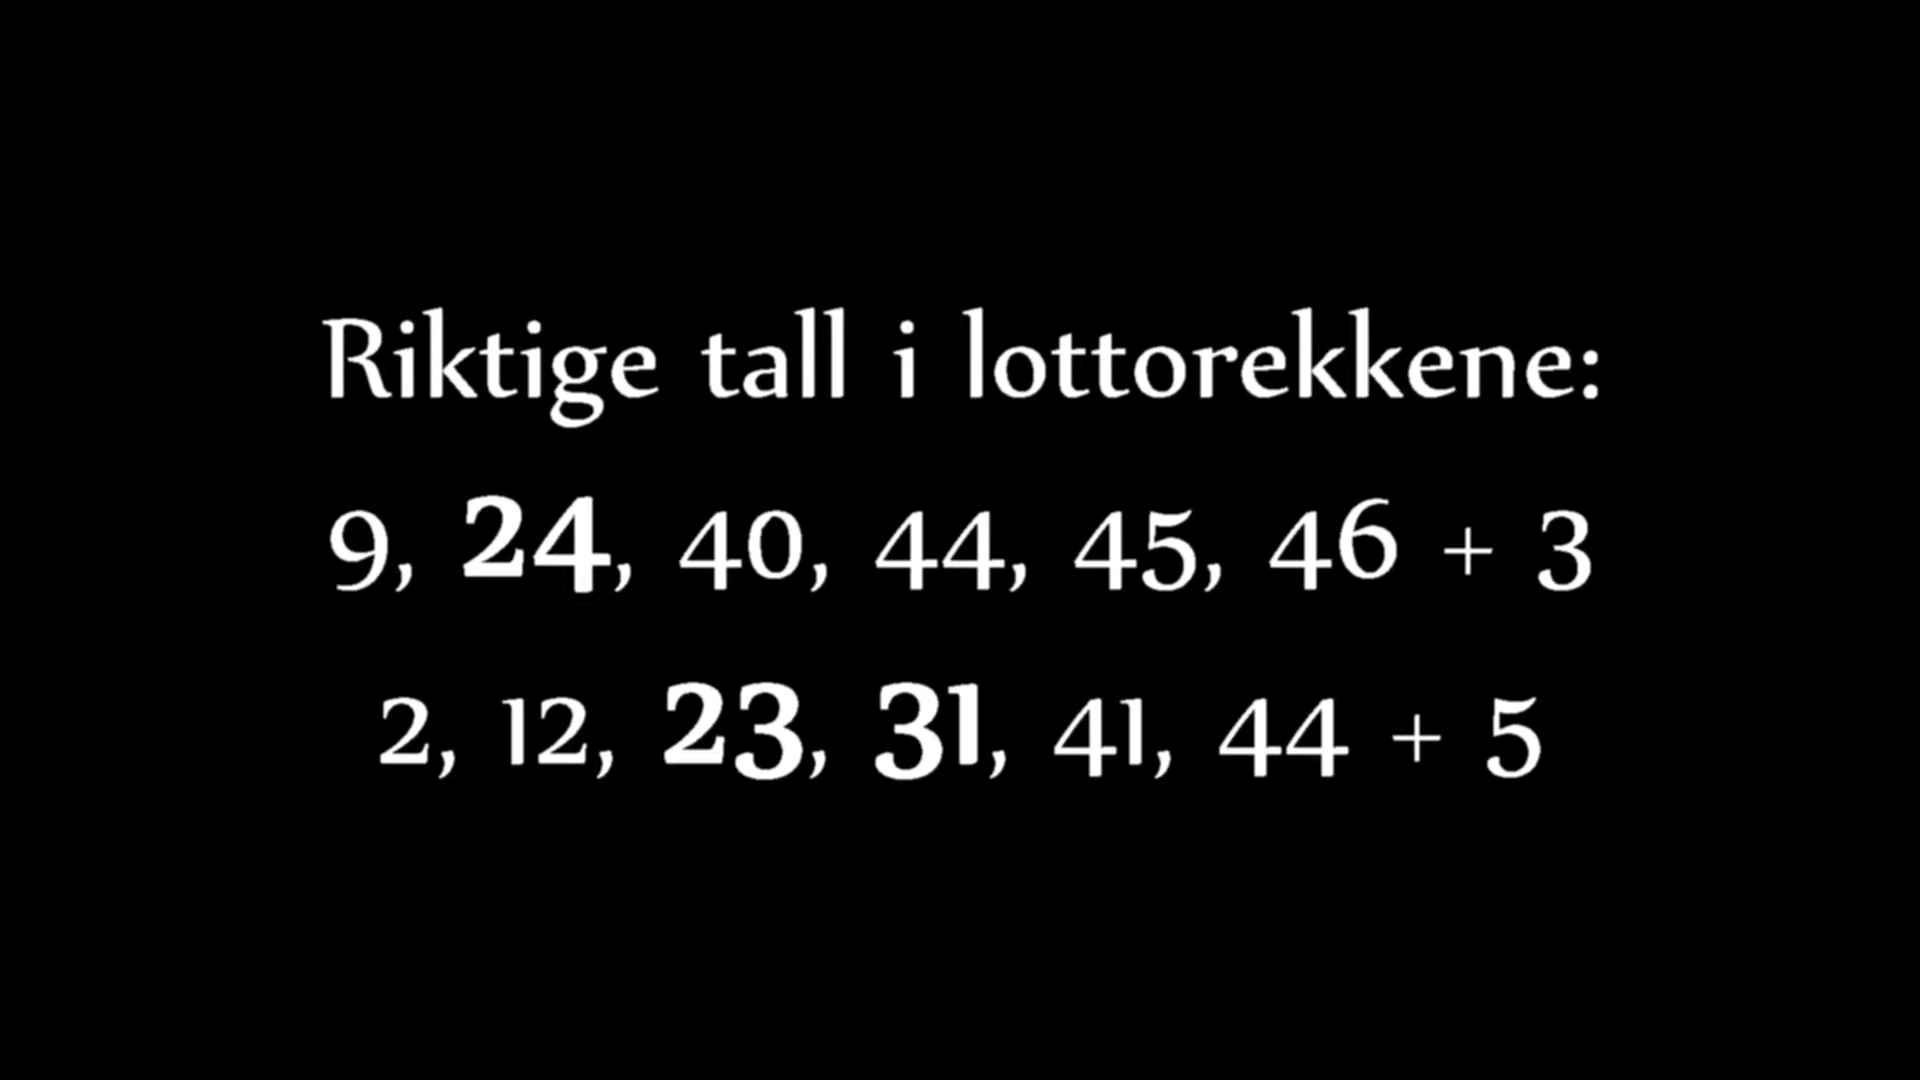 Riktige tall i lottorekkene:
9, 24, 40, 44, 45, 46 + 3
2, 12, 23, 31, 41, 44 + 5